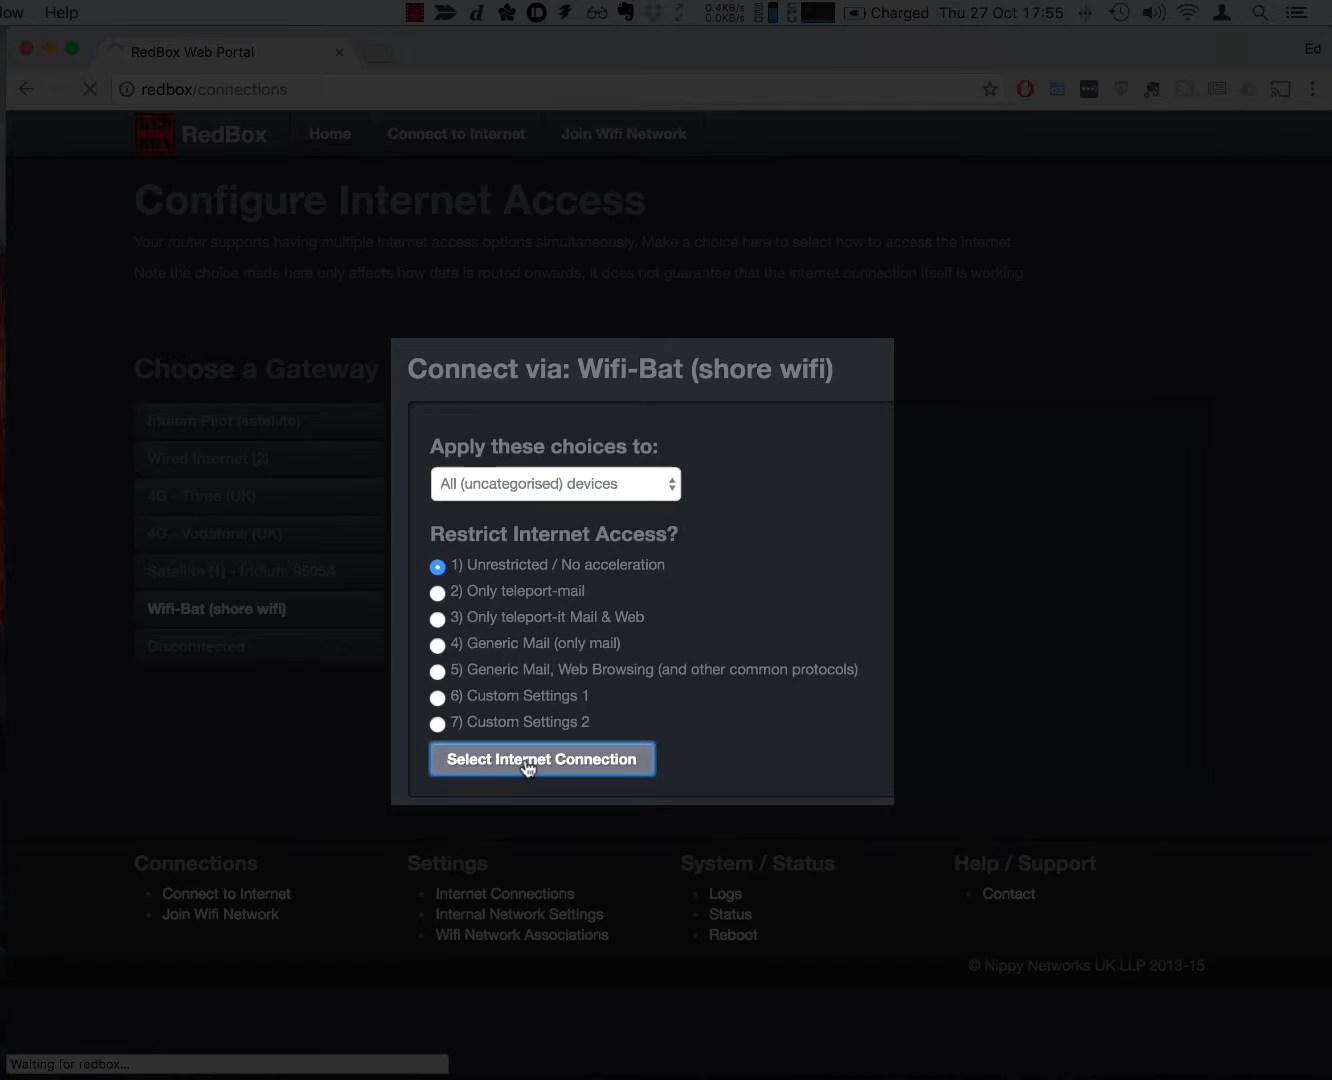 low Help
0.4KB/s
0.0KB/s
Charged Thu 27 Oct 17:55
RedBox Web Portal
Ed
redbox/connections
RedBox Home Connect to Internet Join Wifi Network
Configure Internet Access
Your router supports having multiple internet access options simultaneously. Make a choice here to select how to access the internet
Note the choice made here only affects how data is routed onwards, it does not guarantee that the internet connection itself is working
Choose a Gateway
Iridium Pilot (satellite)
Wired Internet (2)
4G - Three (UK)
4G - Vodafone (UK)
Satellite (1) - Iridium 9505A
Wifi-Bat (shore wifi)
Disconnected
Connect via: Wifi-Bat (shore wifi)
Apply these choices to:
All (uncategorised) devices
Restrict Internet Access?
1) Unrestricted / No acceleration
2) Only teleport-mail
3) Only teleport-it Mail & Web
4) Generic Mail (only mail)
5) Generic Mail, Web Browsing (and other common protocols)
6) Custom Settings 1
7) Custom Settings 2
Select Internet Connection
Connections
Connect to Internet
Join Wifi Network
Settings
Internet Connections
Internal Network Settings
Wifi Network Associations
System / Status
Logs
Status
Reboot
Help / Support
Contact
© Nippy Networks UK LLP 2013-15
Waiting for redbox...